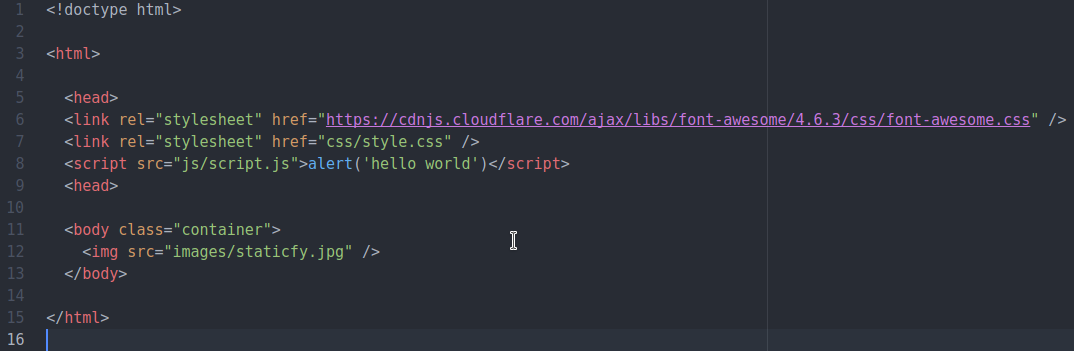 1 <!doctype html>
2
3 <html>
4
5 <head>
6 <link rel="stylesheet" href="https://cdnjs.cloudflare.com/ajax/libs/font-awesome/4.6.3/css/font-awesome.css" />
7 <link rel="stylesheet" href="css/style.css" />
8 <script src="js/script.js">alert('hello world')</script>
9 <head>
10
11 <body class="container">
12 <img src="images/staticfy.jpg" />
13 </body>
14
15 </html>
16